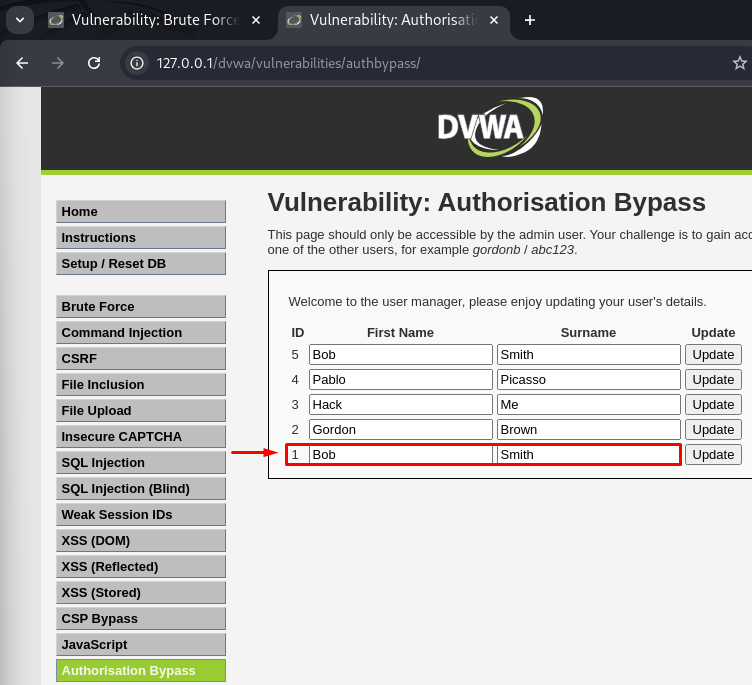 Vulnerability: Brute Force
Vulnerability: Authorisati
127.0.0.1/dvwa/vulnerabilities/authbypass/
DVWA
Home
Instructions
Setup / Reset DB
Brute Force
Command Injection
CSRF
File Inclusion
File Upload
Insecure CAPTCHA
SQL Injection
SQL Injection (Blind)
Weak Session IDs
XSS (DOM)
XSS (Reflected)
XSS (Stored)
CSP Bypass
JavaScript
Authorisation Bypass
Vulnerability: Authorisation Bypass
This page should only be accessible by the admin user. Your challenge is to gain acc
one of the other users, for example gordonb / abc123.
Welcome to the user manager, please enjoy updating your user's details.
ID First Name Surname Update
5 Bob Smith Update
4 Pablo Picasso Update
3 Hack Me Update
2 Gordon Brown Update
1 Bob Smith Update